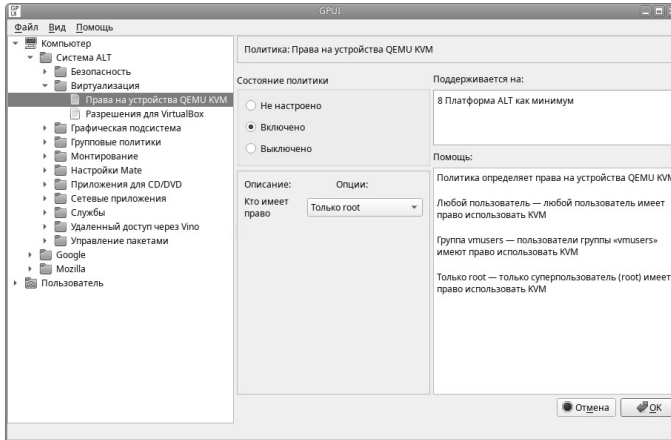 GPUI
Файл Вид Помощь
Компьютер
Система ALT
Безопасность
Виртуализация
Права на устройства QEMU KVM
Разрешения для VirtualBox
Графическая подсистема
Групповые политики
Монтирование
Настройки Mate
Приложения для CD/DVD
Сетевые приложения
Службы
Удаленный доступ через Vino
Управление пакетами
Google
Mozilla
Пользователь
Политика: Права на устройства QEMU KVM
Состояние политики
Не настроено
Включено
Выключено
Описание: Опции:
Кто имеет
право
Только root
Поддерживается на:
8 Платформа ALT как минимум
Помощь:
Политика определяет права на устройства QEMU KVM
Любой пользователь — любой пользователь имеет
право использовать KVM
Группа vmusers — пользователи группы «vmusers»
имеют право использовать KVM
Только root — только суперпользователь (root) имеет
право использовать KVM
Отмена OK